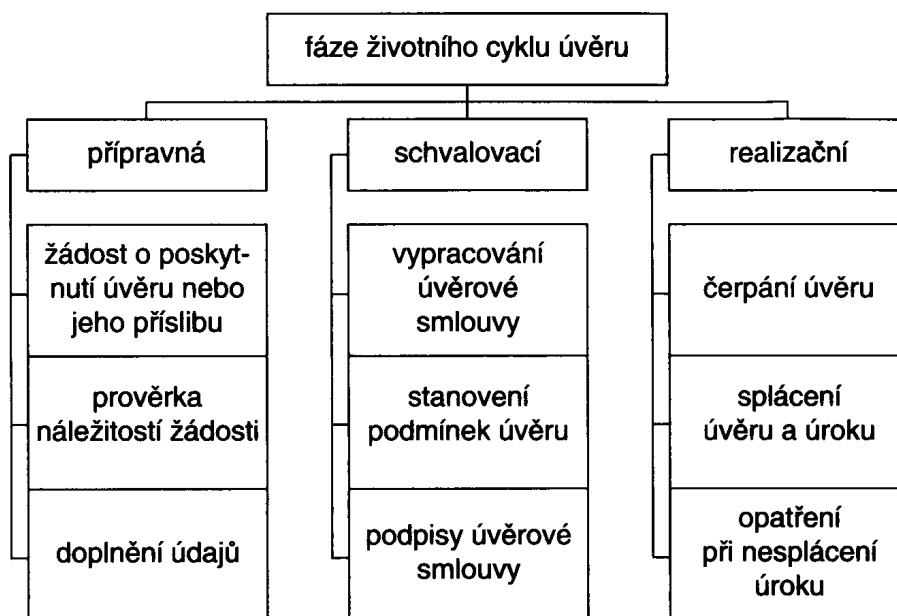 fáze životního cyklu úvěru
přípravná
žádost o poskyt-
nutí úvěru nebo
jeho příslibu
prověrka
náležitostí žádosti
doplnění údajů
schvalovací
vypracování
úvěrové
smlouvy
stanovení
podmínek úvěru
podpisy úvěrové
smlouvy
realizační
čerpání úvěru
splácení
úvěru a úroku
opatření
při nesplácení
úroku